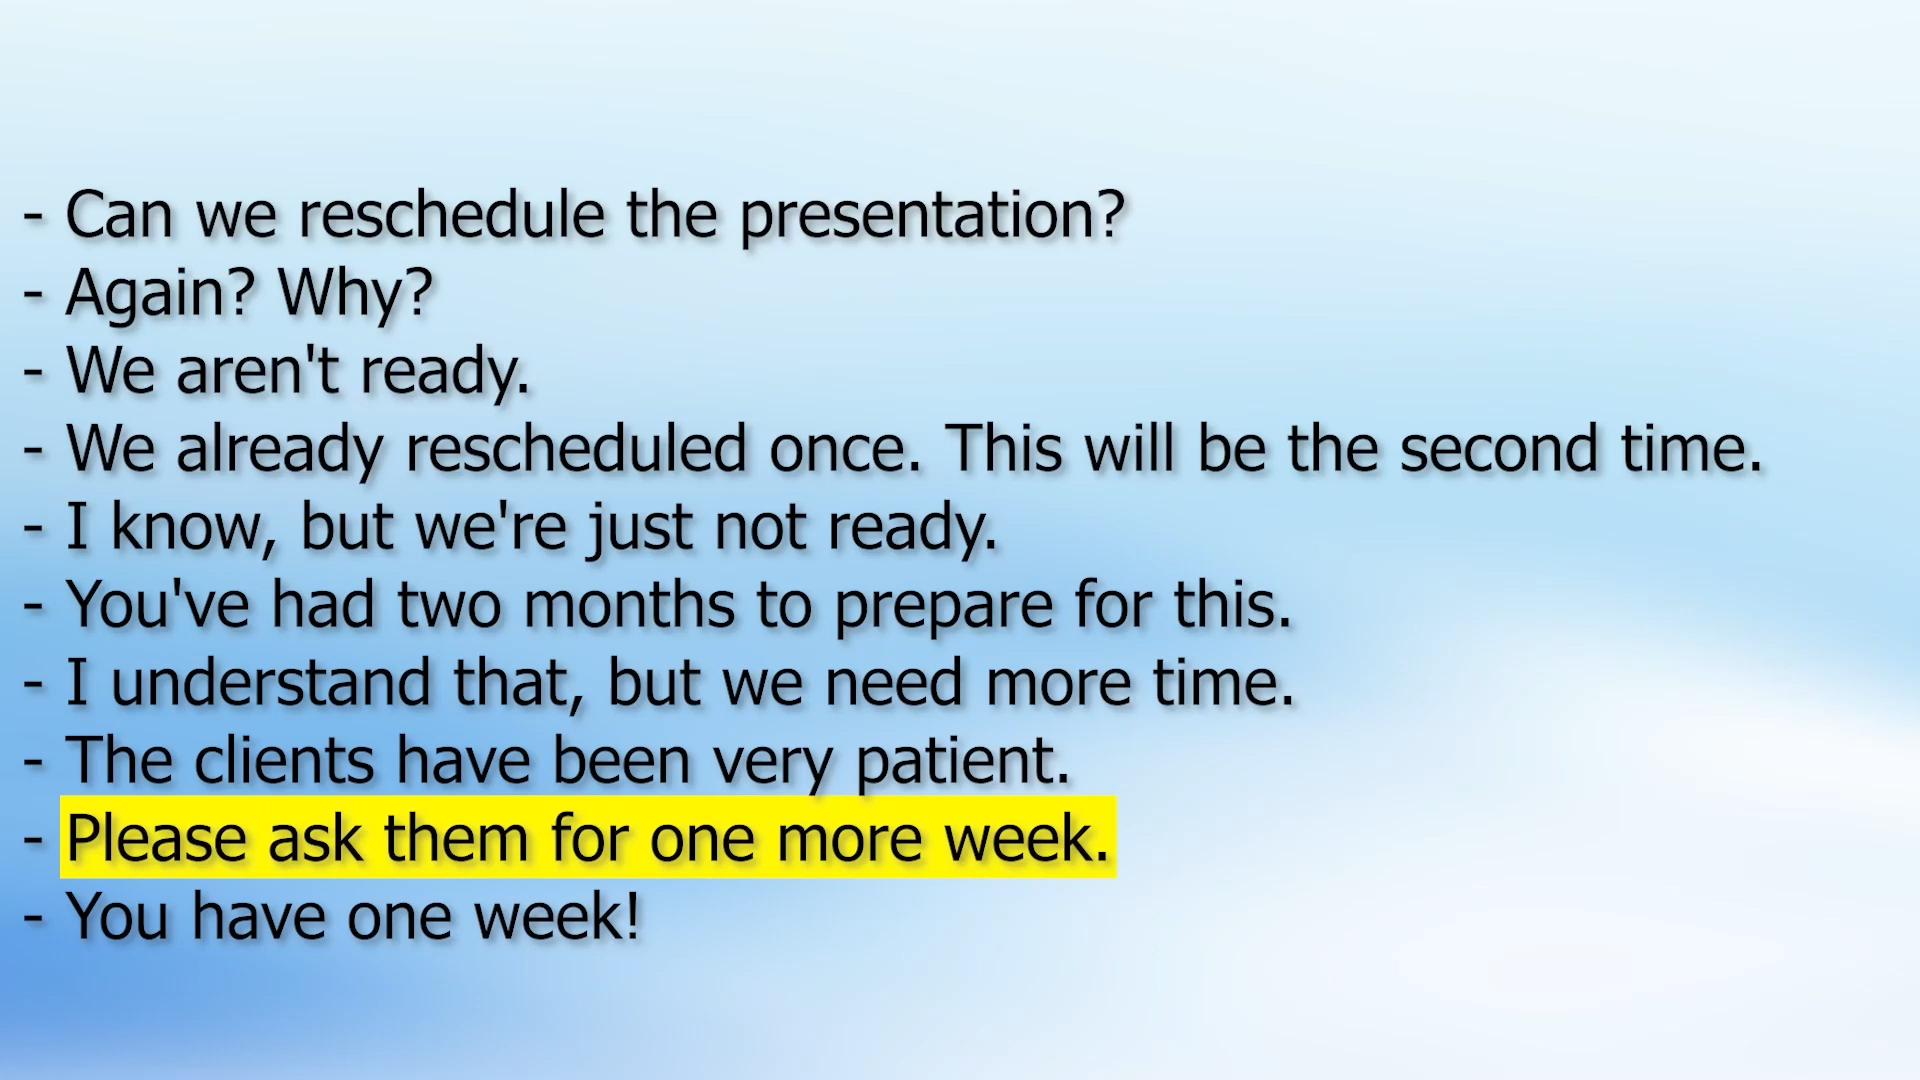 - Can we reschedule the presentation?
- Again? Why?
- We aren't ready.
- We already rescheduled once. This will be the second time.
- I know, but we're just not ready.
- You've had two months to prepare for this.
- I understand that, but we need more time.
- The clients have been very patient.
- Please ask them for one more week.
- You have one week!